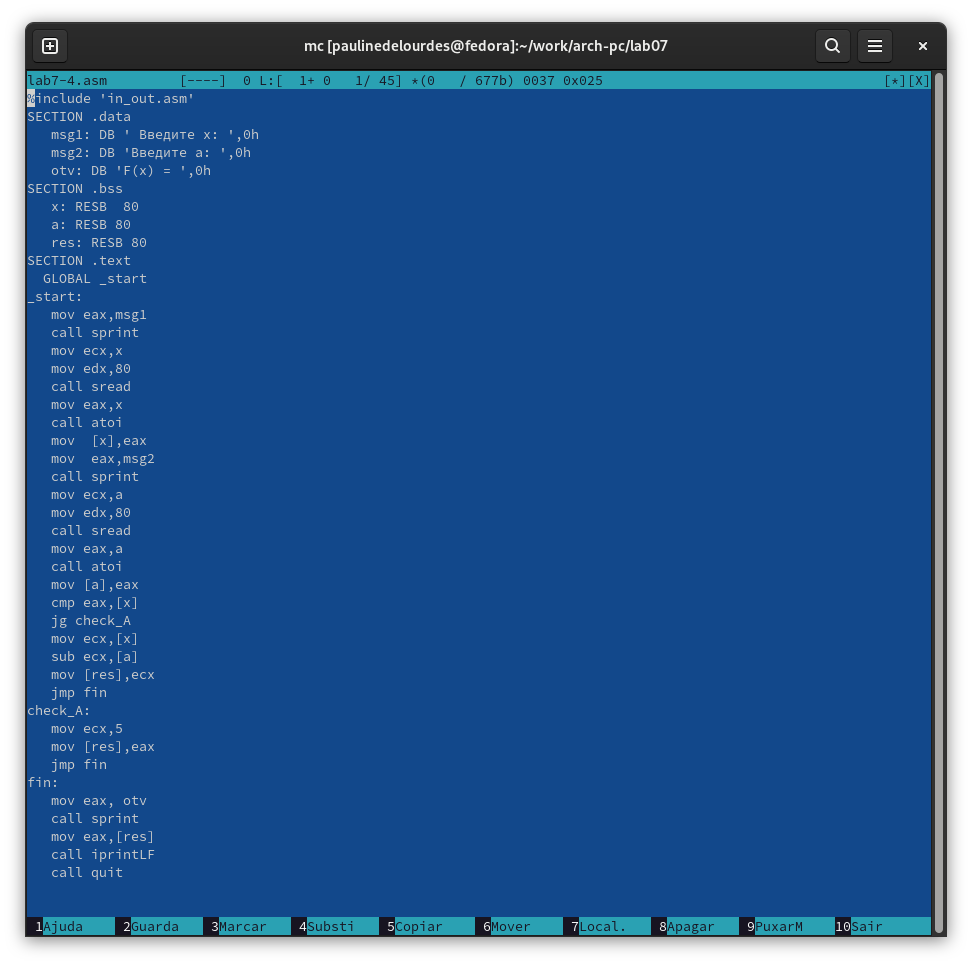 mc [paulinedelourdes@fedora]:~/work/arch-pc/lab07
lab7-4.asm [----] 0 L:[ 1+ 0 1/ 45] *(0 / 677b) 0037 0x025 [*][X]
%include 'in_out.asm'
SECTION .data
msg1: DB ' Введите x: ',0h
msg2: DB 'Введите a: ',0h
otv: DB 'F(x) = ',0h
SECTION .bss
x: RESB  80
a: RESB 80
res: RESB 80
SECTION .text
GLOBAL _start
_start:
mov eax,msg1
call sprint
mov ecx,x
mov edx,80
call sread
mov eax,x
call atoi
mov  [x],eax
mov  eax,msg2
call sprint
mov ecx,a
mov edx,80
call sread
mov eax,a
call atoi
mov [a],eax
cmp eax,[x]
jg check_A
mov ecx,[x]
sub ecx,[a]
mov [res],ecx
jmp fin
check_A:
mov ecx,5
mov [res],eax
jmp fin
fin:
mov eax, otv
call sprint
mov eax,[res]
call iprintLF
call quit
1Ajuda 2Guarda 3Marcar 4Substi 5Copiar 6Mover 7Local. 8Apagar 9PuxarM 10Sair